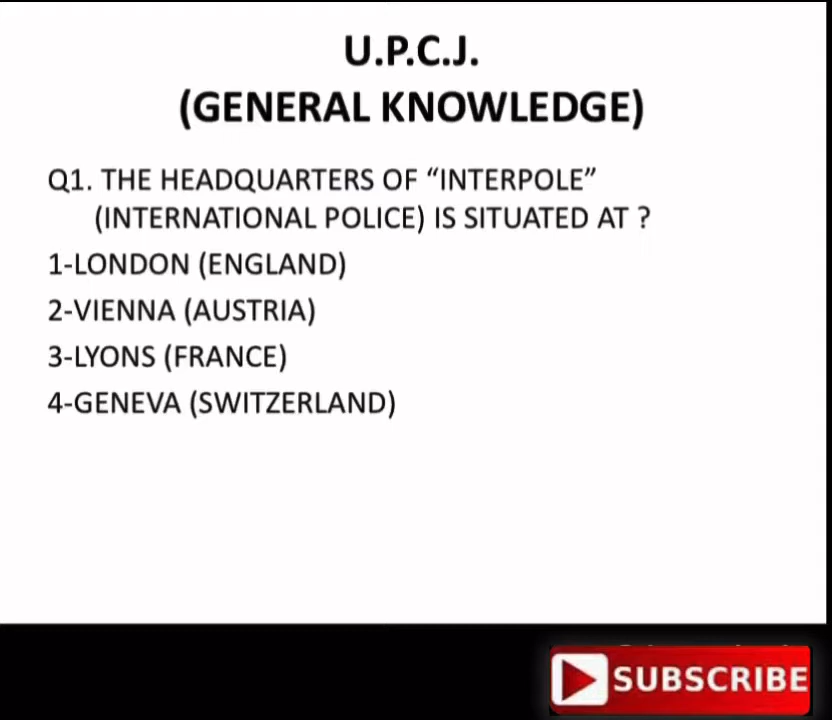 U.P.C.J.
(GENERAL KNOWLEDGE)
Q1. THE HEADQUARTERS OF “INTERPOLE”
(INTERNATIONAL POLICE) IS SITUATED AT ?
1-LONDON (ENGLAND)
2-VIENNA (AUSTRIA)
3-LYONS (FRANCE)
4-GENEVA (SWITZERLAND)
SUBSCRIBE